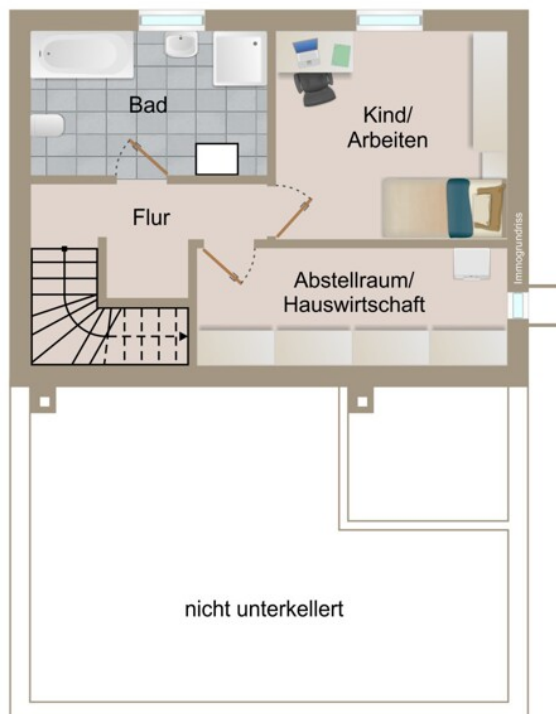 Bad
Kind/
Arbeiten
Flur
Immogrundriss
Abstellraum/
Hauswirtschaft
nicht unterkellert